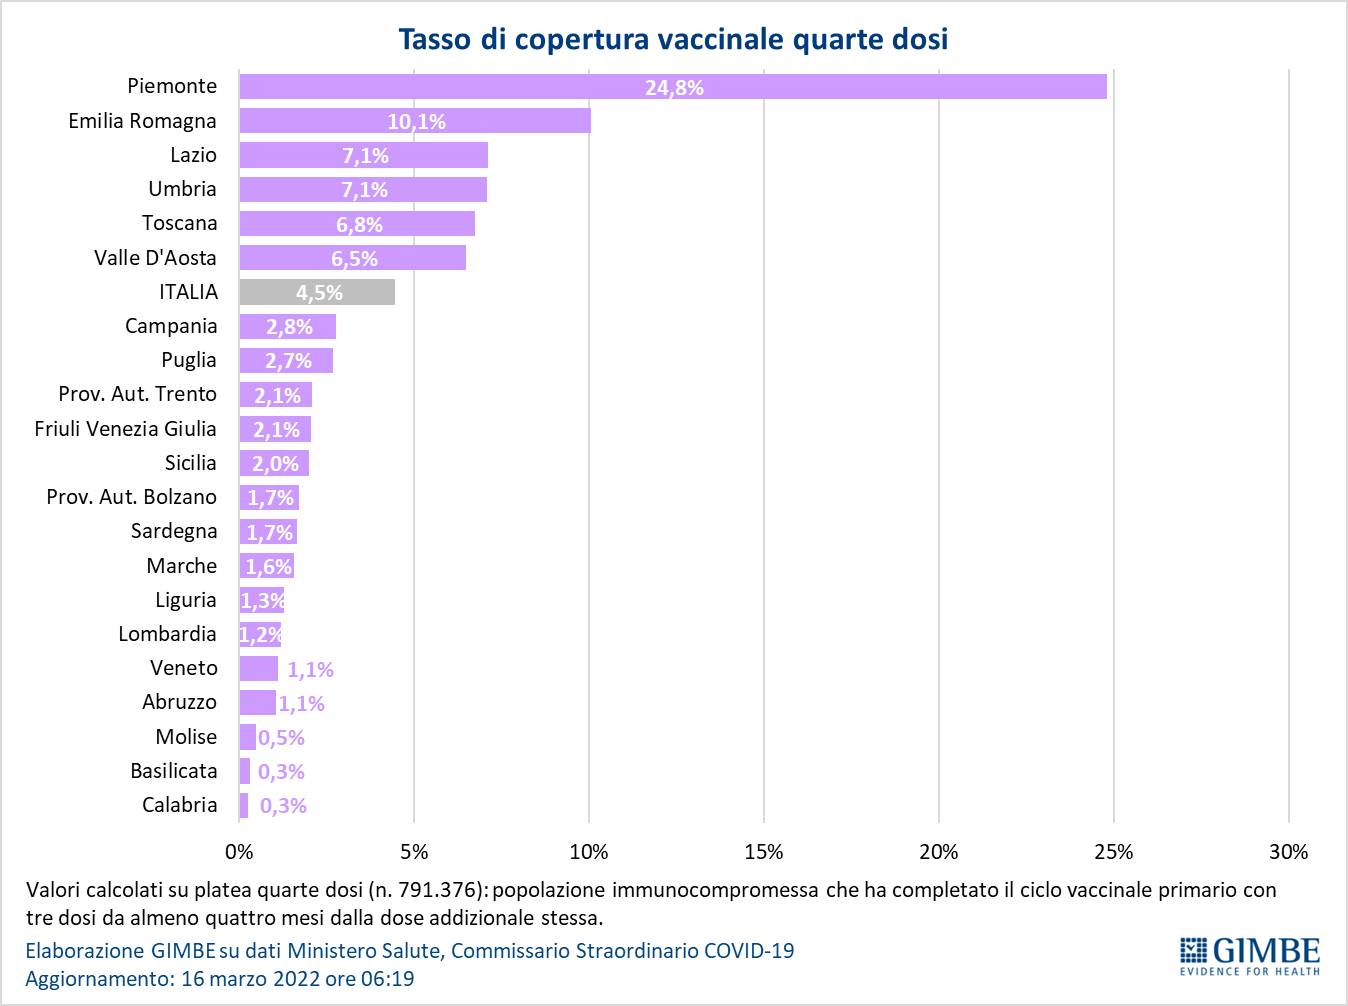 Tasso di copertura vaccinale quarte dosi
Piemonte 24,8%
Emilia Romagna 10,1%
Lazio 7,1%
Umbria 7,1%
Toscana 6,8%
Valle D'Aosta 6,5%
ITALIA 4,5%
Campania 2,8%
Puglia 2,7%
Prov. Aut. Trento 2,1%
Friuli Venezia Giulia 2,1%
Sicilia 2,0%
Prov. Aut. Bolzano 1,7%
Sardegna 1,7%
Marche 1,6%
Liguria 1,3%
Lombardia 1,2%
Veneto 1,1%
Abruzzo 1,1%
Molise 0,5%
Basilicata 0,3%
Calabria 0,3%
0% 5% 10% 15% 20% 25% 30%
Valori calcolati su platea quarte dosi (n. 791.376): popolazione immunocompromessa che ha completato il ciclo vaccinale primario con
tre dosi da almeno quattro mesi dalla dose addizionale stessa.
Elaborazione GIMBE su dati Ministero Salute, Commissario Straordinario COVID-19
Aggiornamento: 16 marzo 2022 ore 06:19
GIMBE
EVIDENCE FOR HEALTH